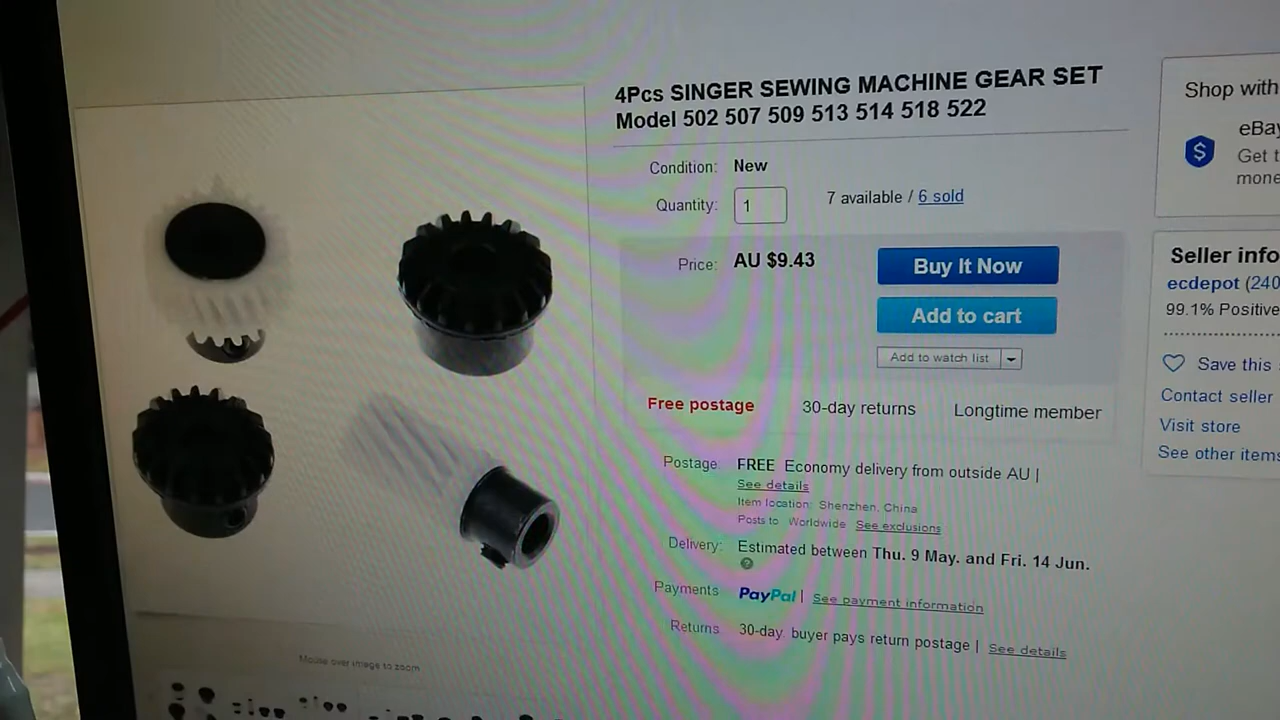 4Pcs SINGER SEWING MACHINE GEAR SET
Model 502 507 509 513 514 518 522
Condition: New
Quantity: 1
7 available / 6 sold
Price: AU $9.43
Buy It Now
Add to cart
Add to watch list
Free postage
30-day returns
Longtime member
Postage: FREE Economy delivery from outside AU |
See details
Item location: Shenzhen, China
Posts to: Worldwide See exclusions
Delivery: Estimated between Thu. 9 May. and Fri. 14 Jun.
Payments: PayPal | See payment information
Returns: 30-day, buyer pays return postage | See details
Mouse over image to zoom
Shop with
eBay
Get t
mone
Seller info
ecdepot (240
99.1% Positive
Save this
Contact seller
Visit store
See other items